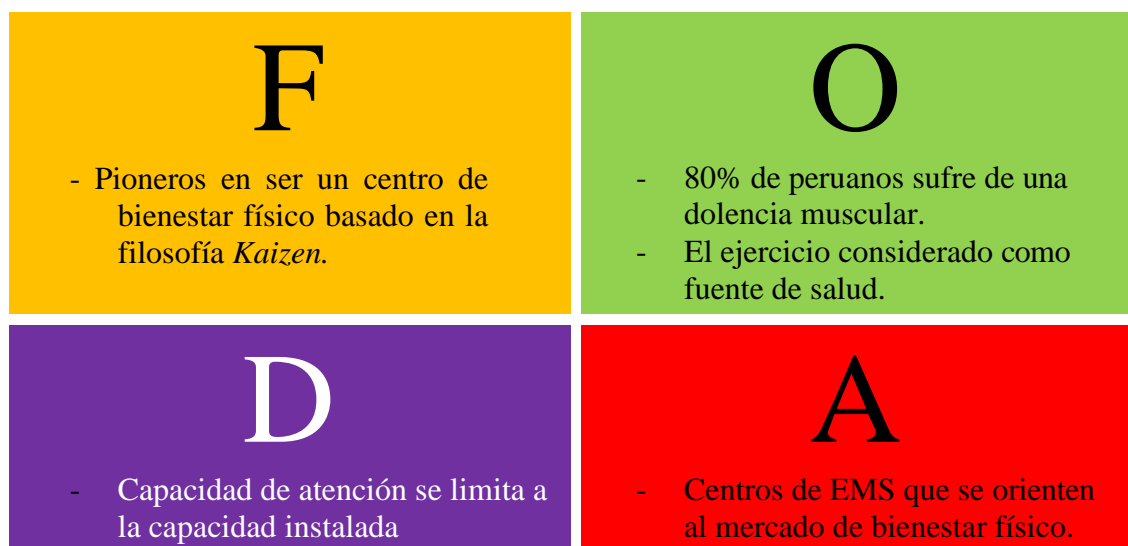 F
- Pioneros en ser un centro de
bienestar físico basado en la
filosofía Kaizen.
O
- 80% de peruanos sufre de una
dolencia muscular.
- El ejercicio considerado como
fuente de salud.
D
- Capacidad de atención se limita a
la capacidad instalada
A
- Centros de EMS que se orienten
al mercado de bienestar físico.